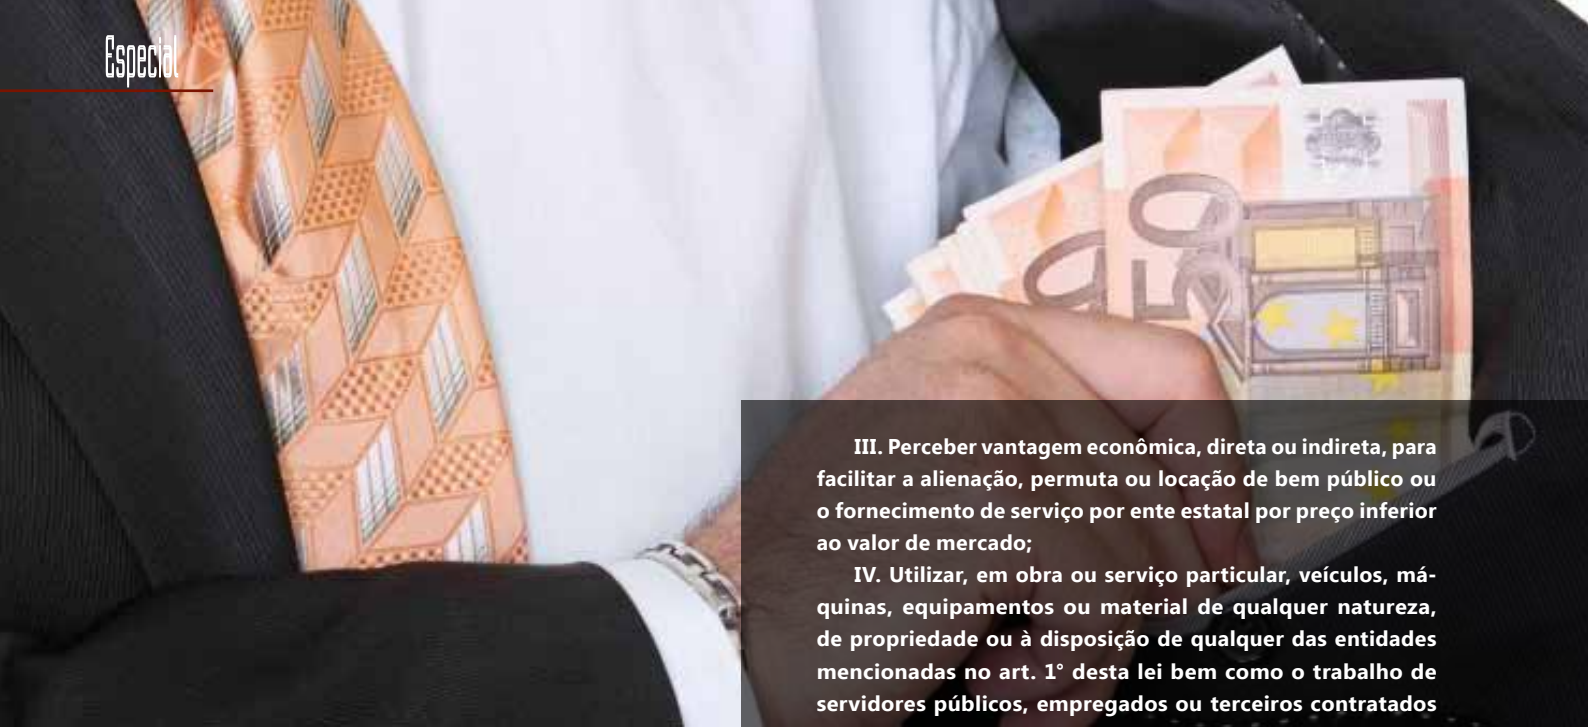 Especial
50
III. Perceber vantagem econômica, direta ou indireta, para
facilitar a alienação, permuta ou locação de bem público ou
o fornecimento de serviço por ente estatal por preço inferior
ao valor de mercado;
IV. Utilizar, em obra ou serviço particular, veículos, má-
quinas, equipamentos ou material de qualquer natureza,
de propriedade ou à disposição de qualquer das entidades
mencionadas no art. 1° desta lei bem como o trabalho de
servidores públicos, empregados ou terceiros contratados